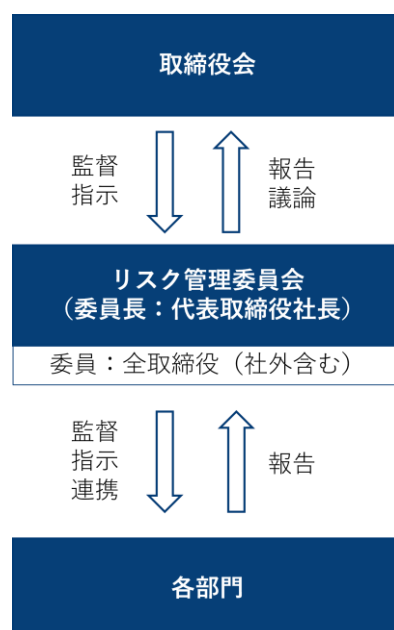 取締役会
監督
指示
報告
議論
リスク管理委員会
（委員長：代表取締役社長）
委員：全取締役（社外含む）
監督
指示
連携
報告
各部門